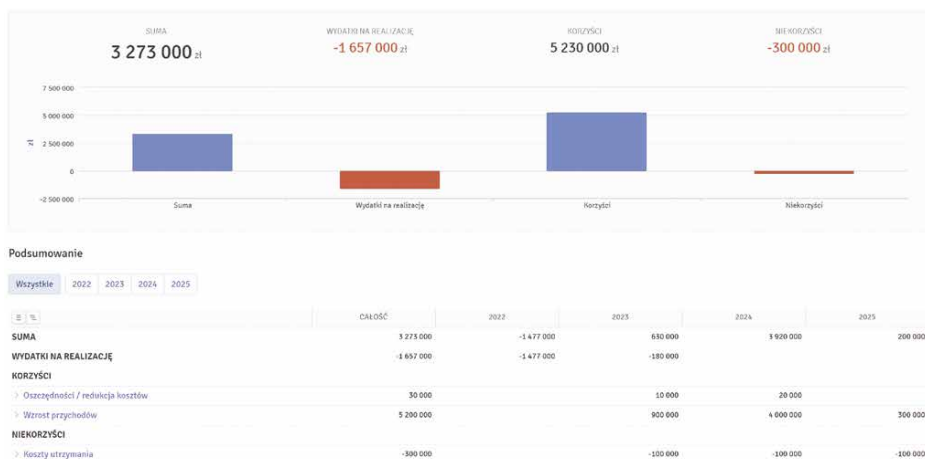 SUMA WYDATKI NA REALIZACJĘ KORZYŚCI NIEKORZYŚCI
3 273 000 zł -1 657 000 zł 5 230 000 zł -300 000 zł
7 500 000
5 000 000
zł 2 500 000
0
-2 500 000
Suma Wydatki na realizację Korzyści Niekorzyści
Podsumowanie
Wszystkie 2022 2023 2024 2025
CAŁOŚĆ 2022 2023 2024 2025
SUMA 3 273 000 -1 477 000 630 000 3 920 000 200 000
WYDATKI NA REALIZACJĘ -1 657 000 -1 477 000 -180 000
KORZYŚCI
Oszczędności / redukcja kosztów 30 000 10 000 20 000
Wzrost przychodów 5 200 000 900 000 4 000 000 300 000
NIEKORZYŚCI
Koszty utrzymania -300 000 -100 000 -100 000 -100 000